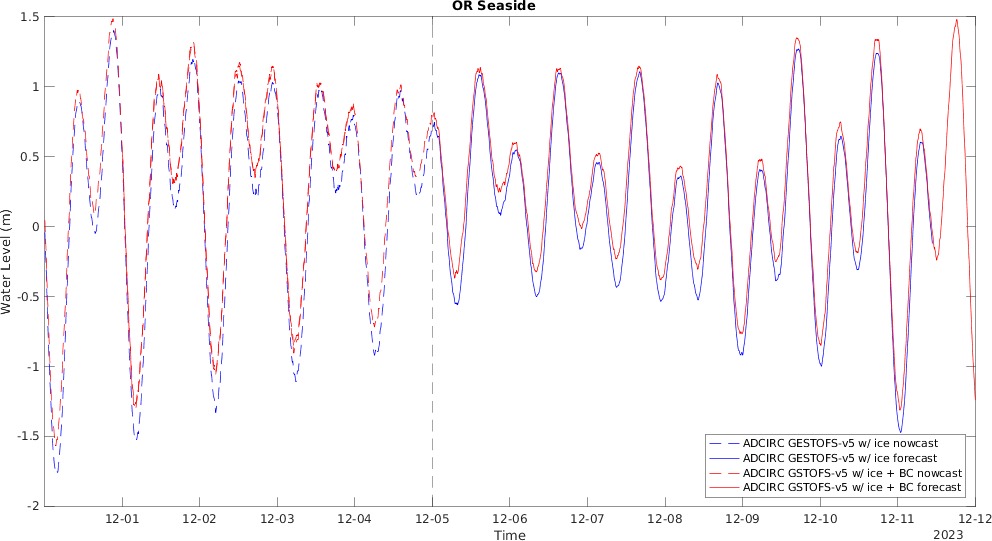 OR Seaside
1.5
1
0.5
0
-0.5
-1
-1.5
-2
Water Level (m)
12-01 12-02 12-03 12-04 12-05 12-06 12-07 12-08 12-09 12-10 12-11 12-12
Time
2023
ADCIRC GESTOFS-v5 w/ ice nowcast
ADCIRC GESTOFS-v5 w/ ice forecast
ADCIRC GSTOFS-v5 w/ ice + BC nowcast
ADCIRC GSTOFS-v5 w/ ice + BC forecast